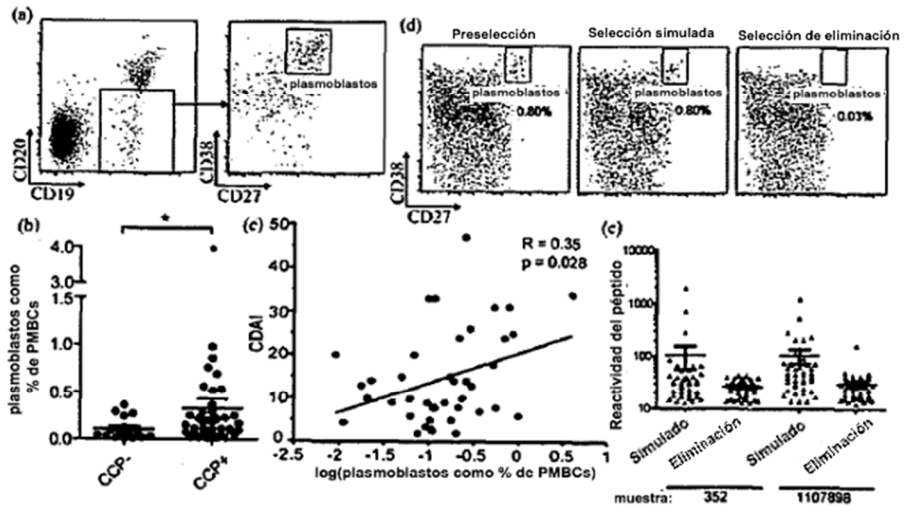 (a)
CD20
CD19
plasmoblastos
CD38
CD27
(d)
Preselección
Selección simulada
Selección de eliminación
plasmoblastos
0.80%
plasmoblastos
0.80%
plasmoblastos
0.03%
CD38
CD27
(b)
plasmoblastos como
% de PMBCs)
4.0
3.0
1.5
1.0
0.5
0.0
*
CCP-
CCP+
(c)
CDAI
50
40
30
20
10
0
R = 0.35
p = 0.028
-2.5
-2.0
-1.5
-1.0
-0.5
0.0
0.5
1.0
log(plasmoblastos como % de PMBCs)
(e)
Reactividad del péptido
10000
1000
100
10
Simulado
Eliminación
Simulado
Eliminación
muestra:
352
1107898